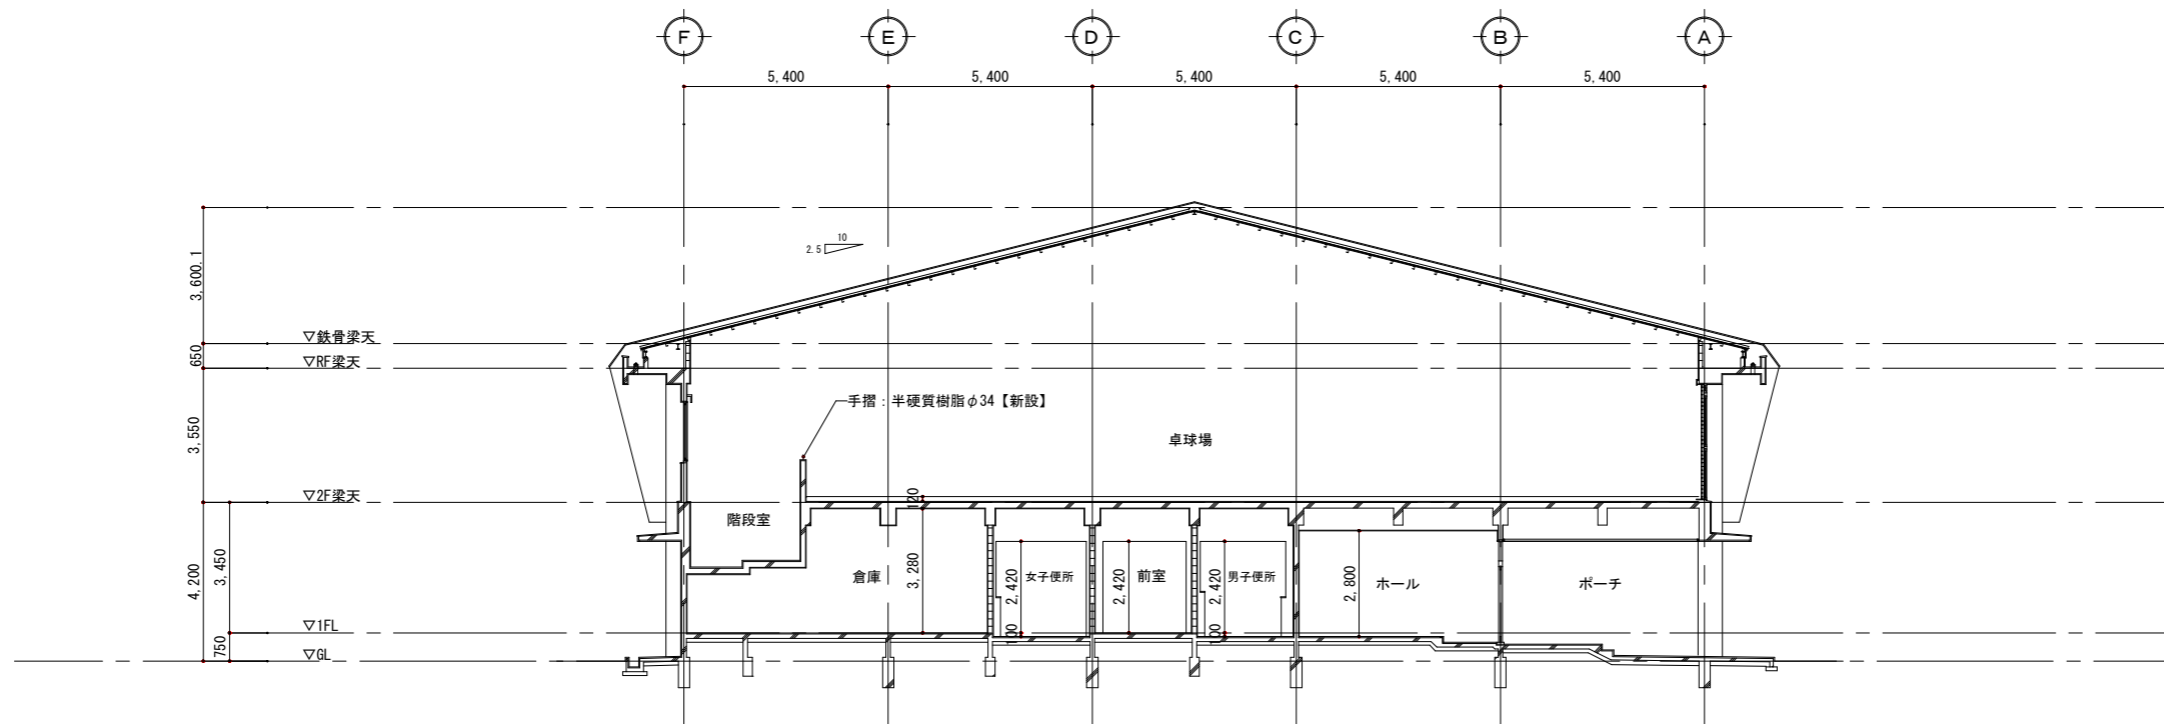 F E D C B A
5,400 5,400 5,400 5,400 5,400
10
2.5
3,600.1
▽鉄骨梁天
650
▽RF梁天
手摺：半硬質樹脂φ34【新設】
3,550
卓球場
▽2F梁天
120
階段室
4,200
3,450
倉庫
3,280
女子便所
2,420
前室
2,420
男子便所
2,420
ホール
2,800
ポーチ
▽1FL
750
▽GL